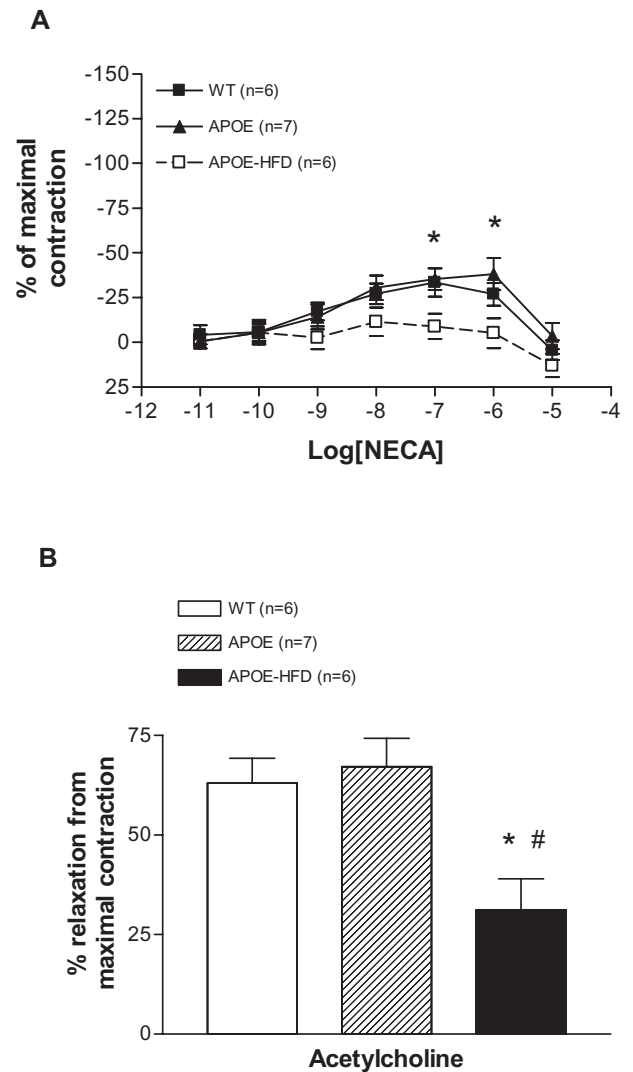 A
-150
-125
-100
-75
-50
-25
0
25
% of maximal
contraction
WT (n=6)
APOE (n=7)
APOE-HFD (n=6)
*
*
-12 -11 -10 -9 -8 -7 -6 -5 -4
Log[NECA]
B
WT (n=6)
APOE (n=7)
APOE-HFD (n=6)
75
50
25
0
% relaxation from
maximal contraction
* #
Acetylcholine